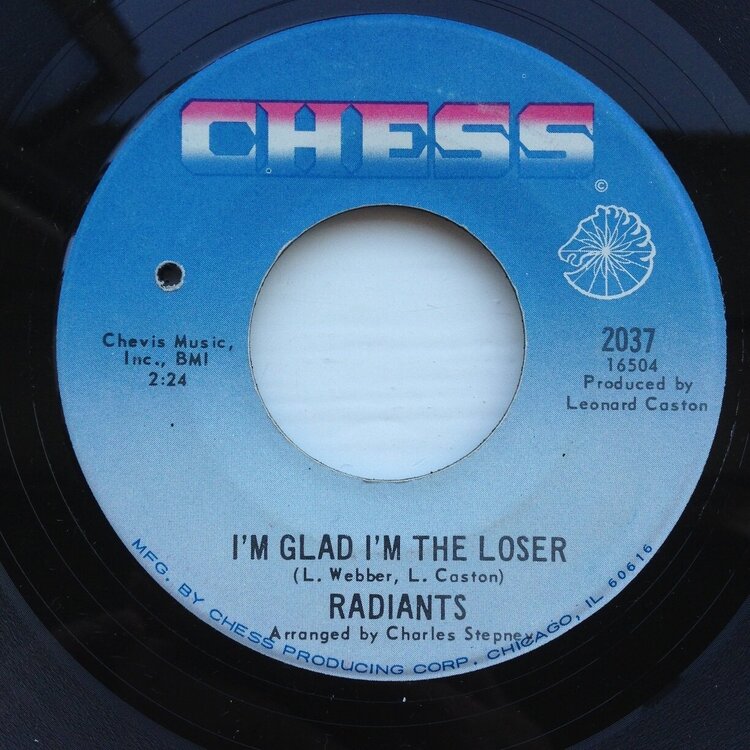 CHESS
©
2037
16504
Produced by
Leonard Caston
Chevis Music,
Inc., BMI
2:24
I'M GLAD I'M THE LOSER
(L. Webber, L. Caston)
RADIANTS
Arranged by Charles Stepney
MFG. BY CHESS PRODUCING CORP. CHICAGO, IL 60616